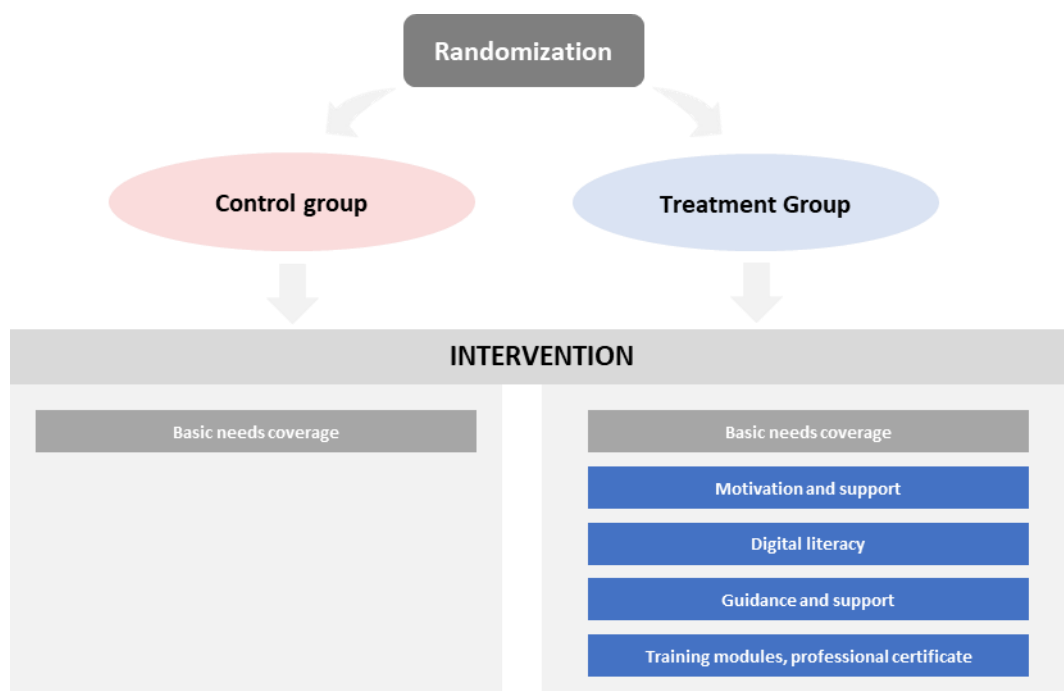 Randomization
Control group
Treatment Group
INTERVENTION
Basic needs coverage
Basic needs coverage
Motivation and support
Digital literacy
Guidance and support
Training modules, professional certificate